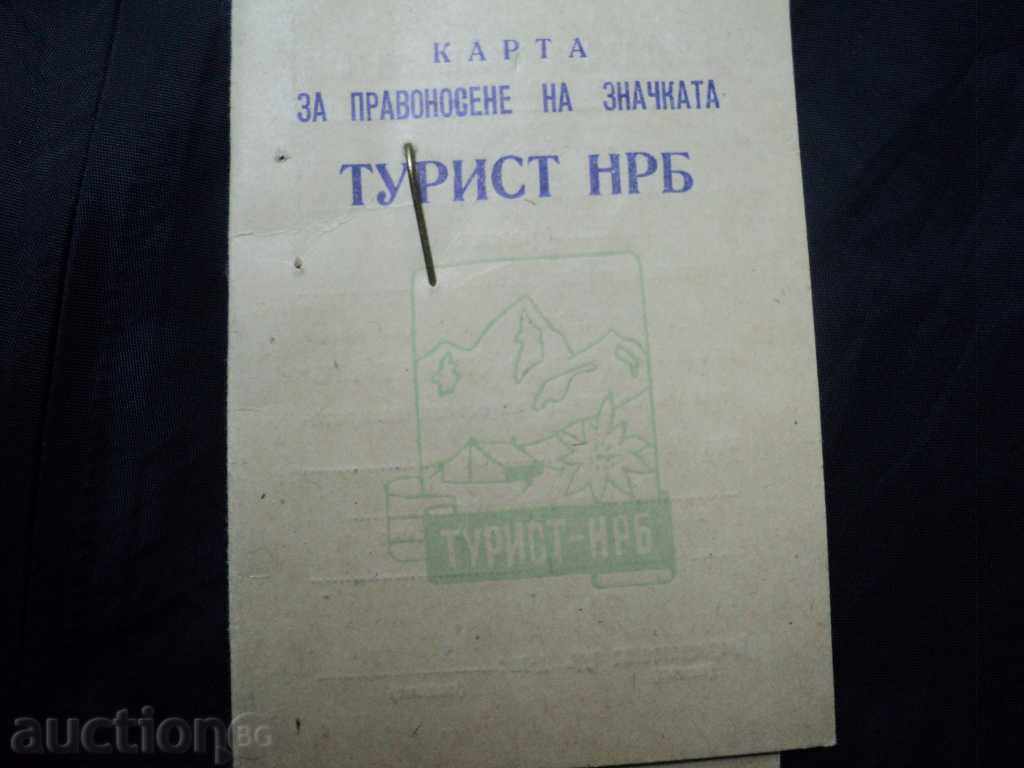 КАРТА
ЗА ПРАВОНОСЕНЕ НА ЗНАЧКАТА
ТУРИСТ НРБ
ТУРИСТ-НРБ
auction BG